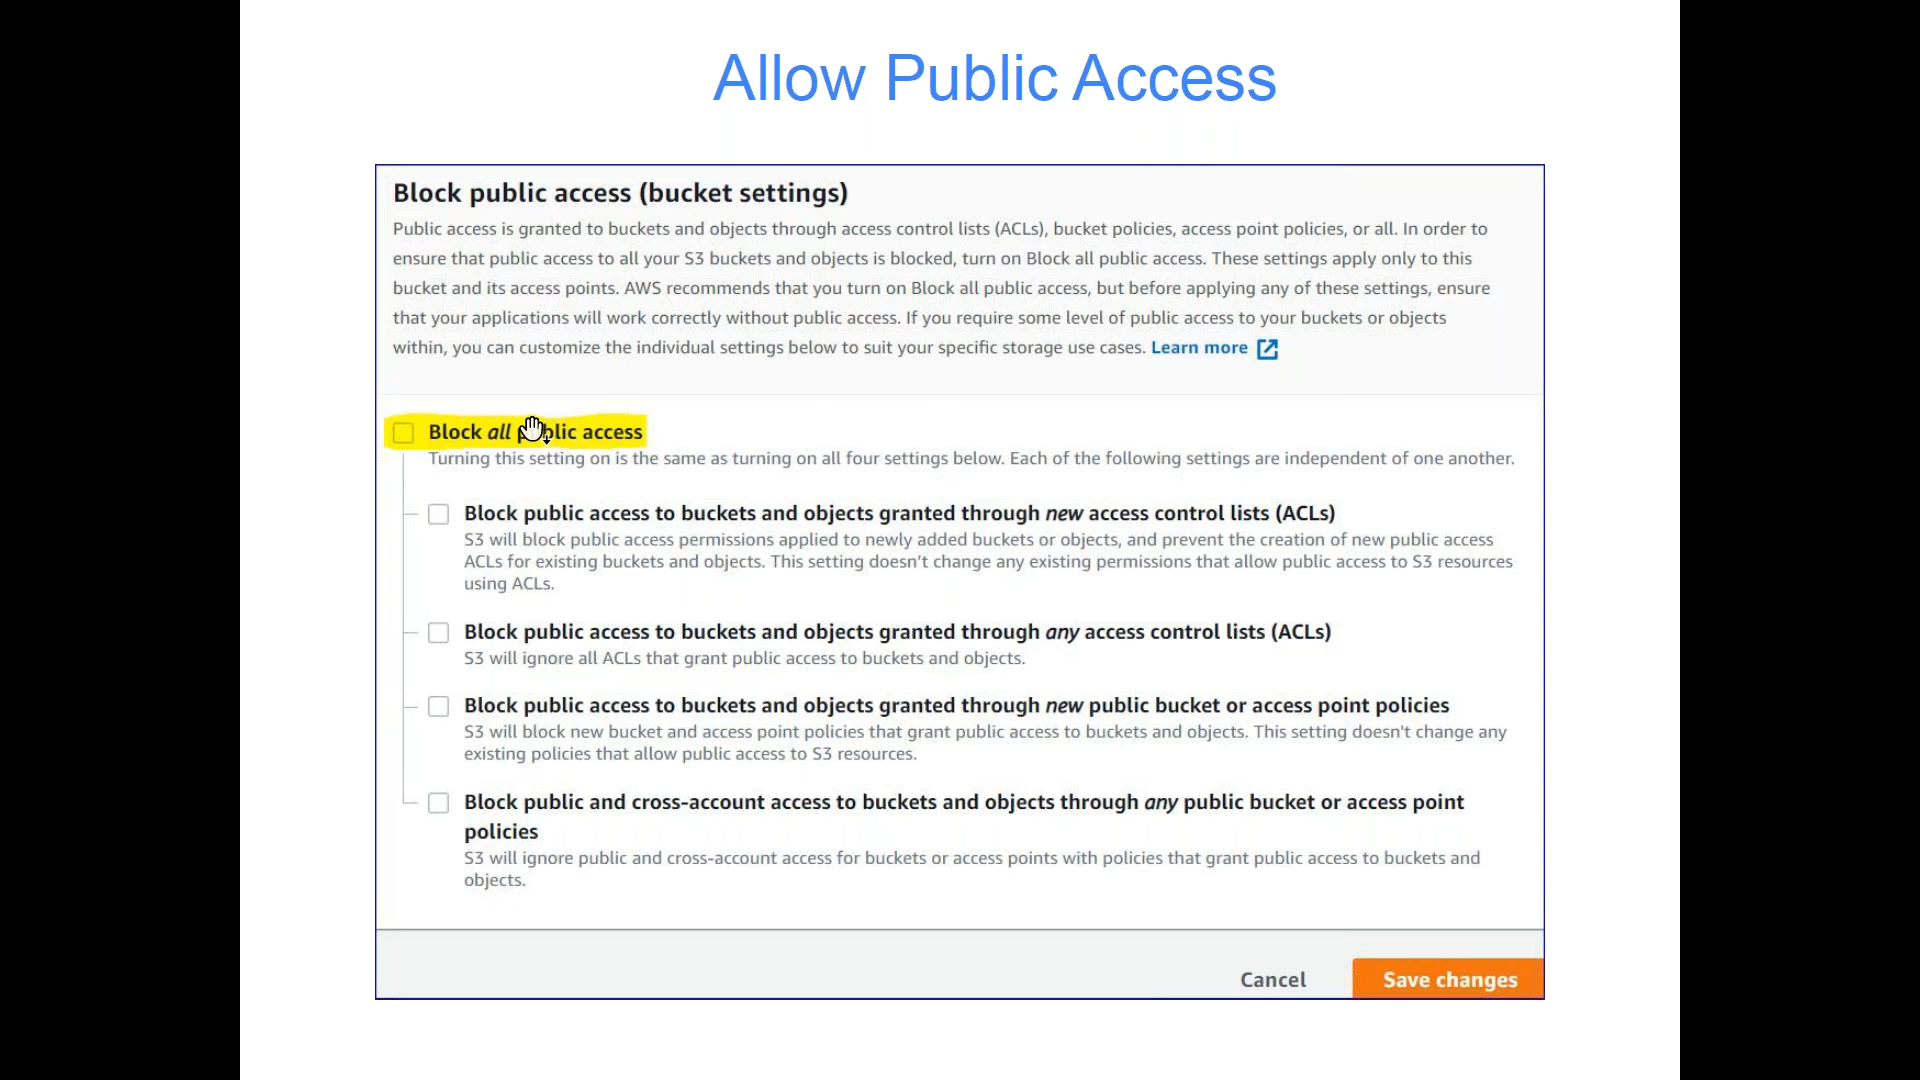 Allow Public Access
Block public access (bucket settings)
Public access is granted to buckets and objects through access control lists (ACLs), bucket policies, access point policies, or all. In order to
ensure that public access to all your S3 buckets and objects is blocked, turn on Block all public access. These settings apply only to this
bucket and its access points. AWS recommends that you turn on Block all public access, but before applying any of these settings, ensure
that your applications will work correctly without public access. If you require some level of public access to your buckets or objects
within, you can customize the individual settings below to suit your specific storage use cases. Learn more
Block all public access
Turning this setting on is the same as turning on all four settings below. Each of the following settings are independent of one another.
Block public access to buckets and objects granted through new access control lists (ACLs)
S3 will block public access permissions applied to newly added buckets or objects, and prevent the creation of new public access
ACLs for existing buckets and objects. This setting doesn’t change any existing permissions that allow public access to S3 resources
using ACLs.
Block public access to buckets and objects granted through any access control lists (ACLs)
S3 will ignore all ACLs that grant public access to buckets and objects.
Block public access to buckets and objects granted through new public bucket or access point policies
S3 will block new bucket and access point policies that grant public access to buckets and objects. This setting doesn't change any
existing policies that allow public access to S3 resources.
Block public and cross-account access to buckets and objects through any public bucket or access point
policies
S3 will ignore public and cross-account access for buckets or access points with policies that grant public access to buckets and
objects.
Cancel
Save changes